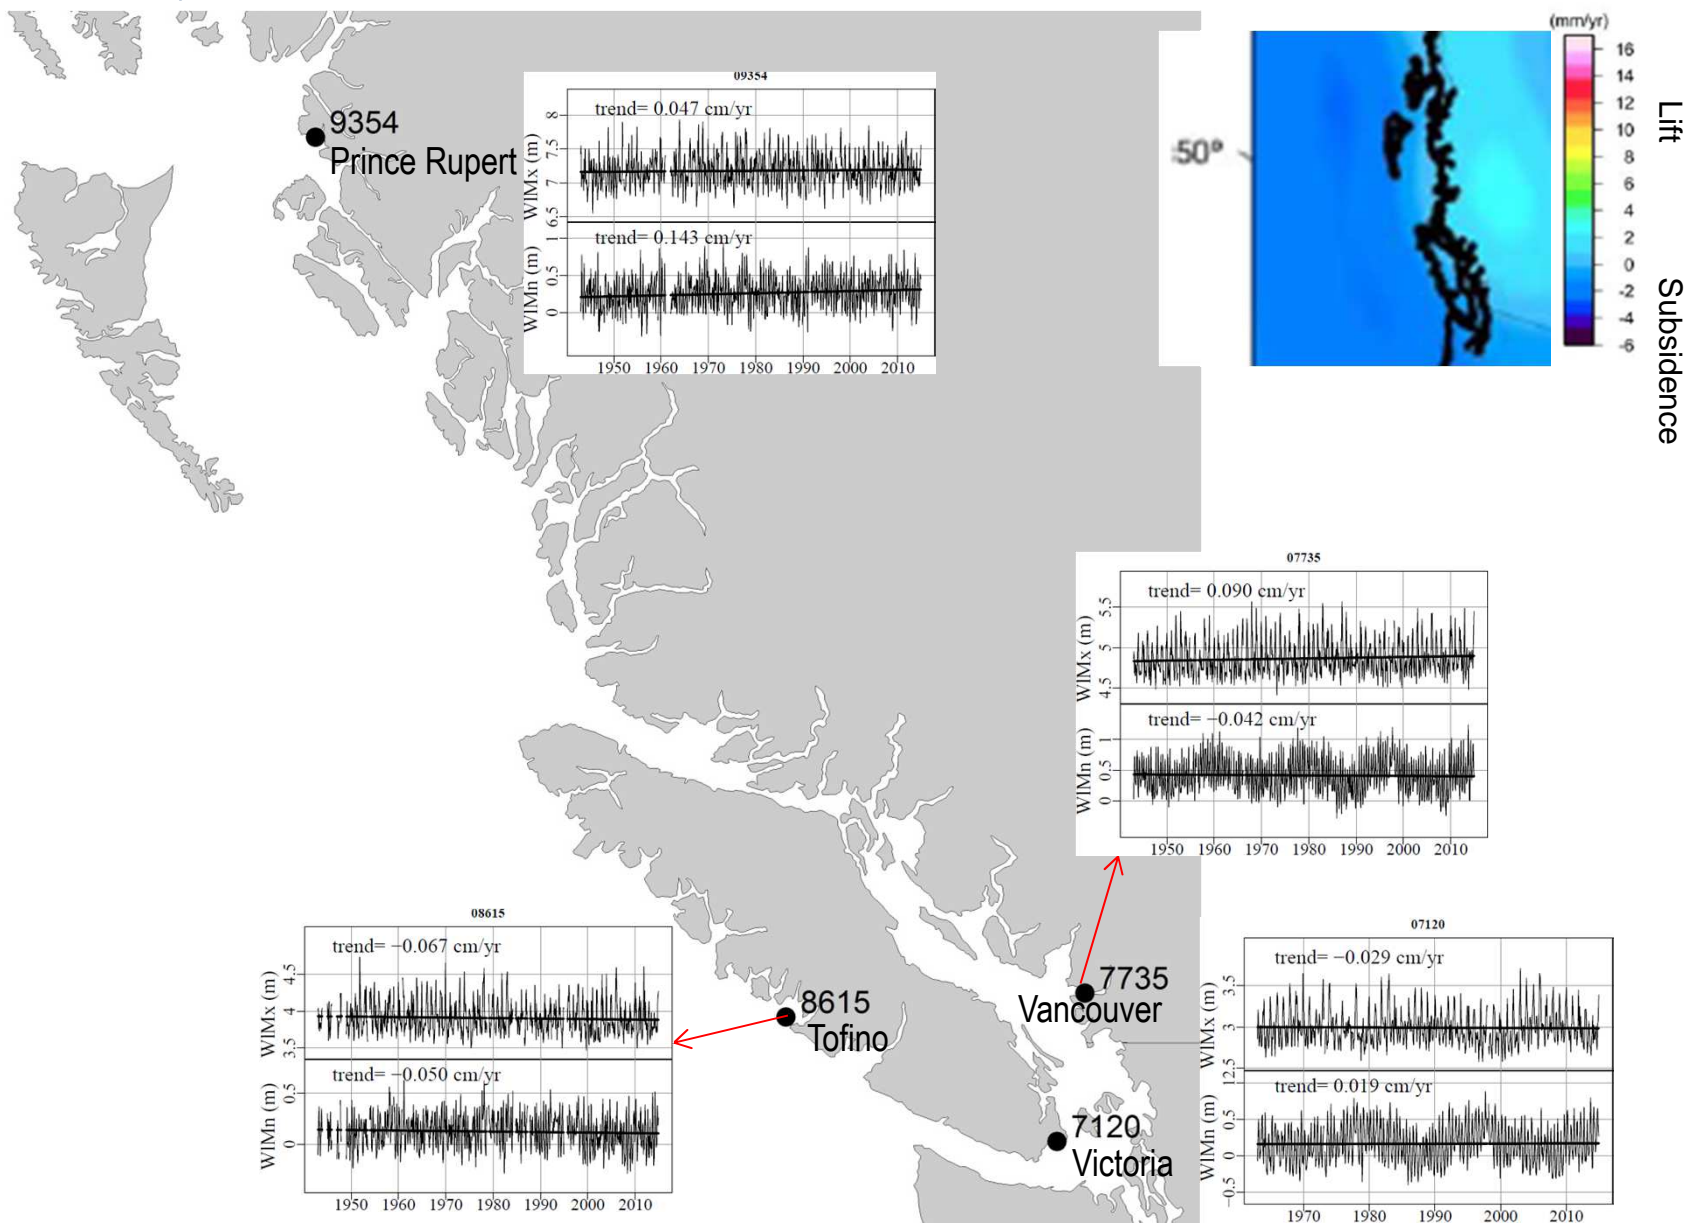 (mm/yr)
16
14
12
10
8
6
4
2
0
-2
-4
-6
Lift
Subsidence
50°
09354
trend= 0.047 cm/yr
WlMx (m)
8
7.5
7
6.5
trend= 0.143 cm/yr
WlMn (m)
1
0.5
0
1950 1960 1970 1980 1990 2000 2010
9354
Prince Rupert
07735
trend= 0.090 cm/yr
WlMx (m)
5.5
5
4.5
trend= −0.042 cm/yr
WlMn (m)
1
0.5
0
1950 1960 1970 1980 1990 2000 2010
08615
trend= −0.067 cm/yr
WlMx (m)
4.5
4
3.5
trend= −0.050 cm/yr
WlMn (m)
0.5
0
1950 1960 1970 1980 1990 2000 2010
8615
Tofino
7735
Vancouver
7120
Victoria
07120
trend= −0.029 cm/yr
WlMx (m)
3.5
3
2.5
trend= 0.019 cm/yr
WlMn (m)
1
0.5
0
−0.5
1970 1980 1990 2000 2010